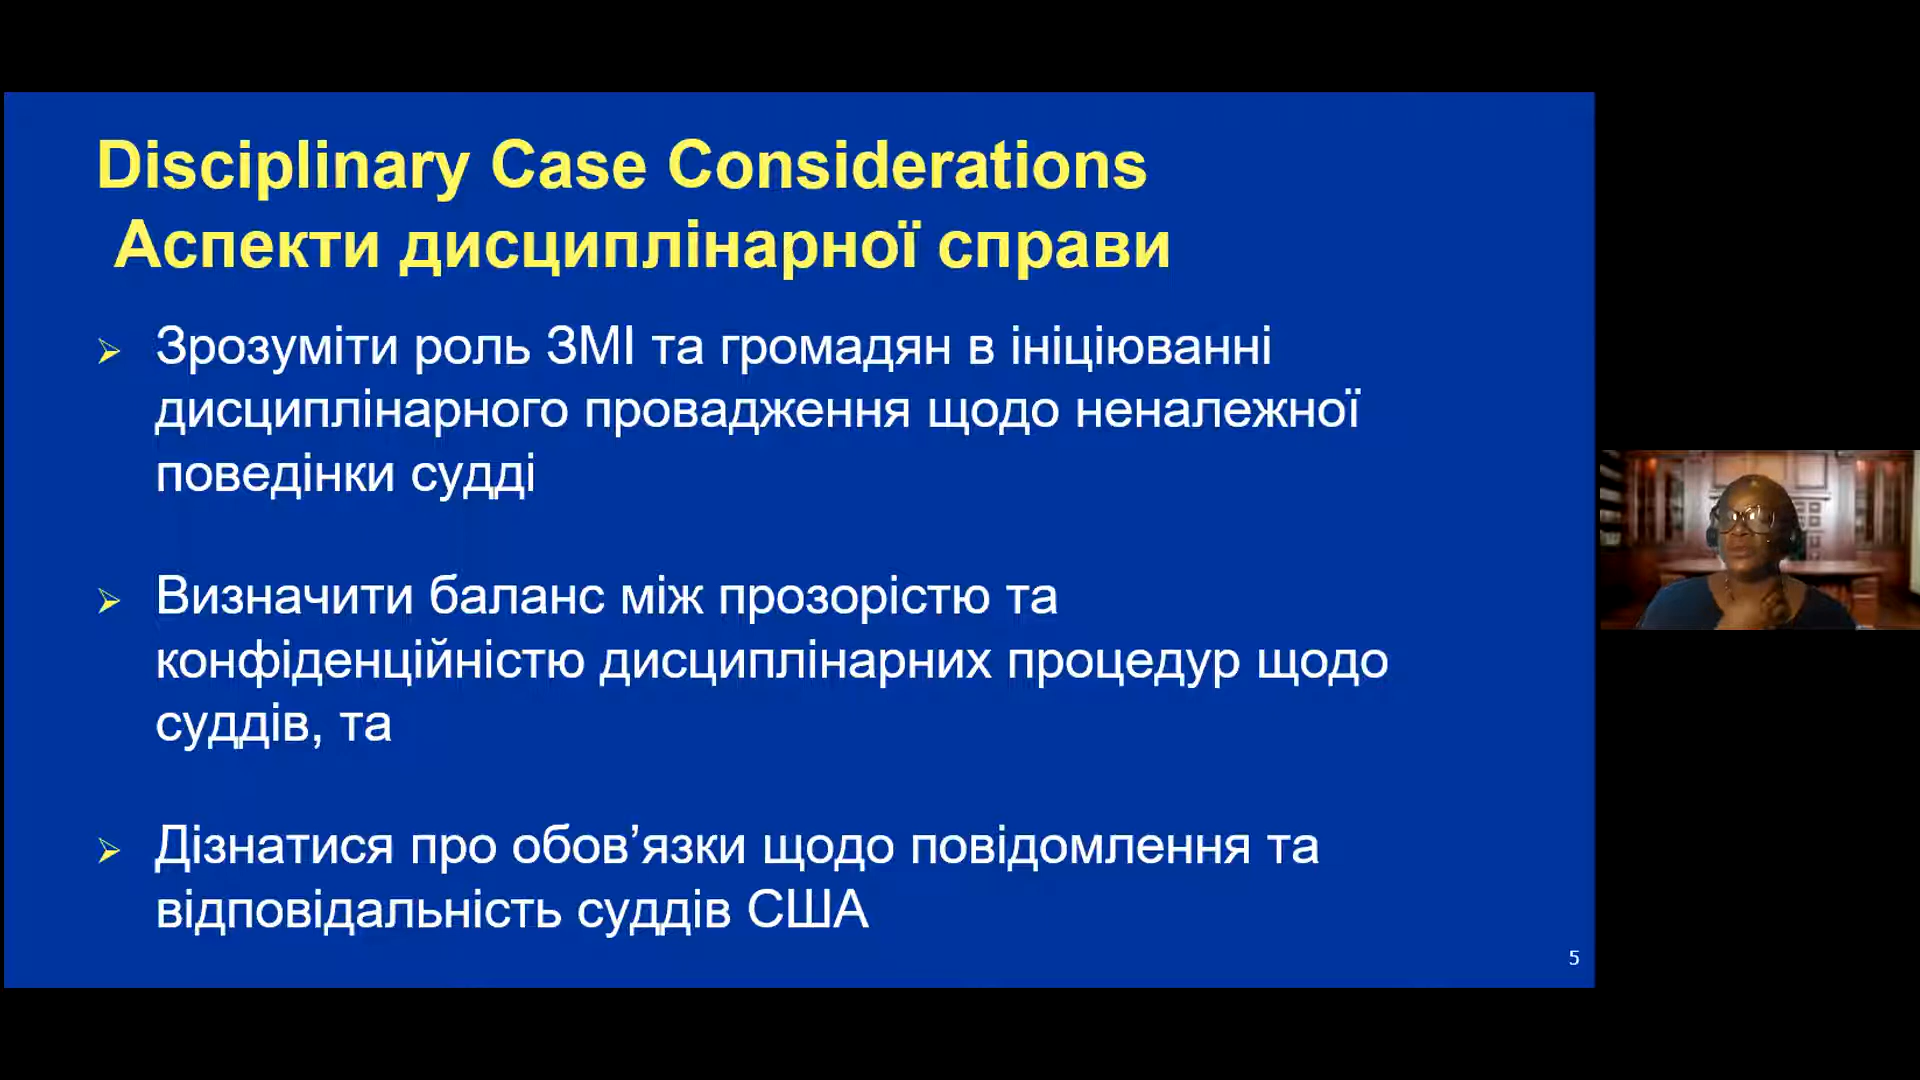 Disciplinary Case Considerations
Аспекти дисциплінарної справи
➢ Зрозуміти роль ЗМІ та громадян в ініціюванні
дисциплінарного провадження щодо неналежної
поведінки судді
➢ Визначити баланс між прозорістю та
конфіденційністю дисциплінарних процедур щодо
суддів, та
➢ Дізнатися про обов’язки щодо повідомлення та
відповідальність суддів США
5